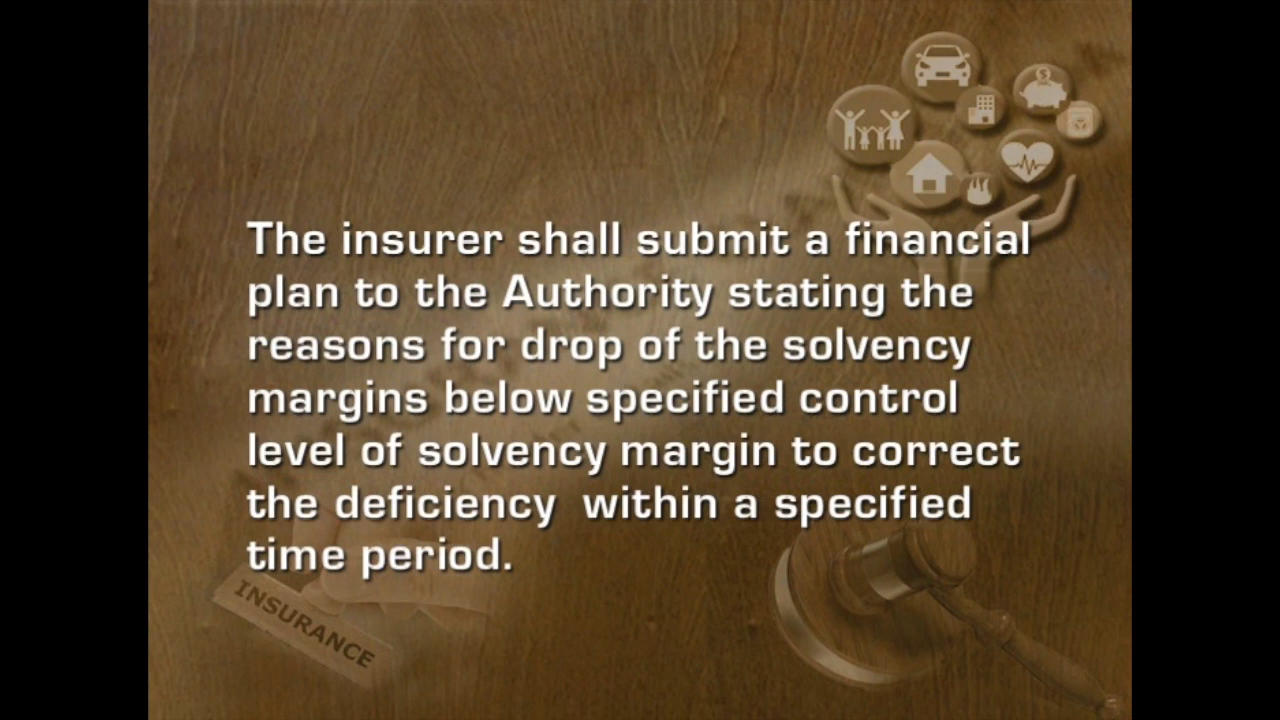 The insurer shall submit a financial
plan to the Authority stating the
reasons for drop of the solvency
margins below specified control
level of solvency margin to correct
the deficiency within a specified
time period.
INSURANCE